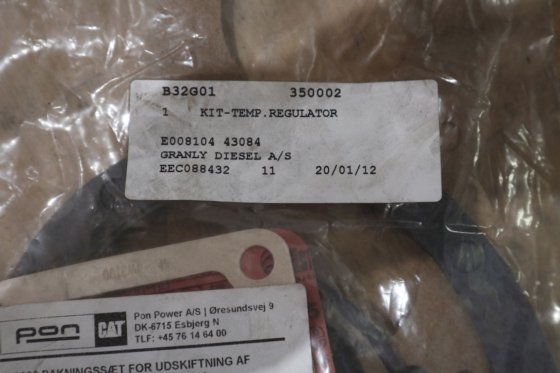 B32G01 350002
1 KIT-TEMP.REGULATOR
E008104 43084
GRANLY DIESEL A/S
EEC088432 11 20/01/12
pon CAT
Pon Power A/S | Øresundsvej 9
DK-6715 Esbjerg N
TLF: +45 76 14 64 00
PAKNINGSSÆT FOR UDSKIFTNING AF